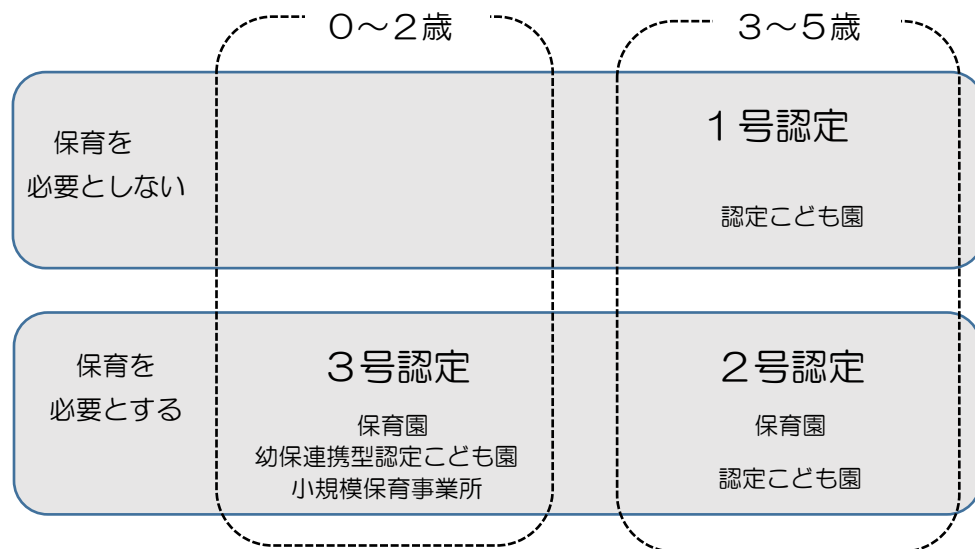 ０～２歳
３～５歳
保育を
必要としない
１号認定
認定こども園
保育を
必要とする
３号認定
保育園
幼保連携型認定こども園
小規模保育事業所
２号認定
保育園
認定こども園